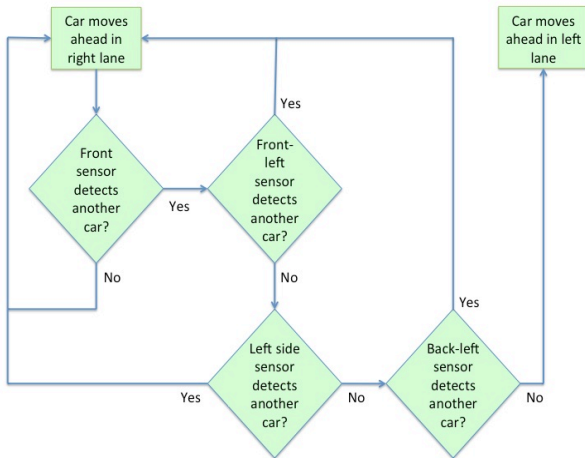 Car moves
ahead in
right lane
Car moves
ahead in left
lane
Yes
Front
sensor
detects
another
car?
Yes
Front-
left
sensor
detects
another
car?
No
No
Yes
Left side
sensor
detects
another
car?
No
Back-left
sensor
detects
another
car?
Yes
No